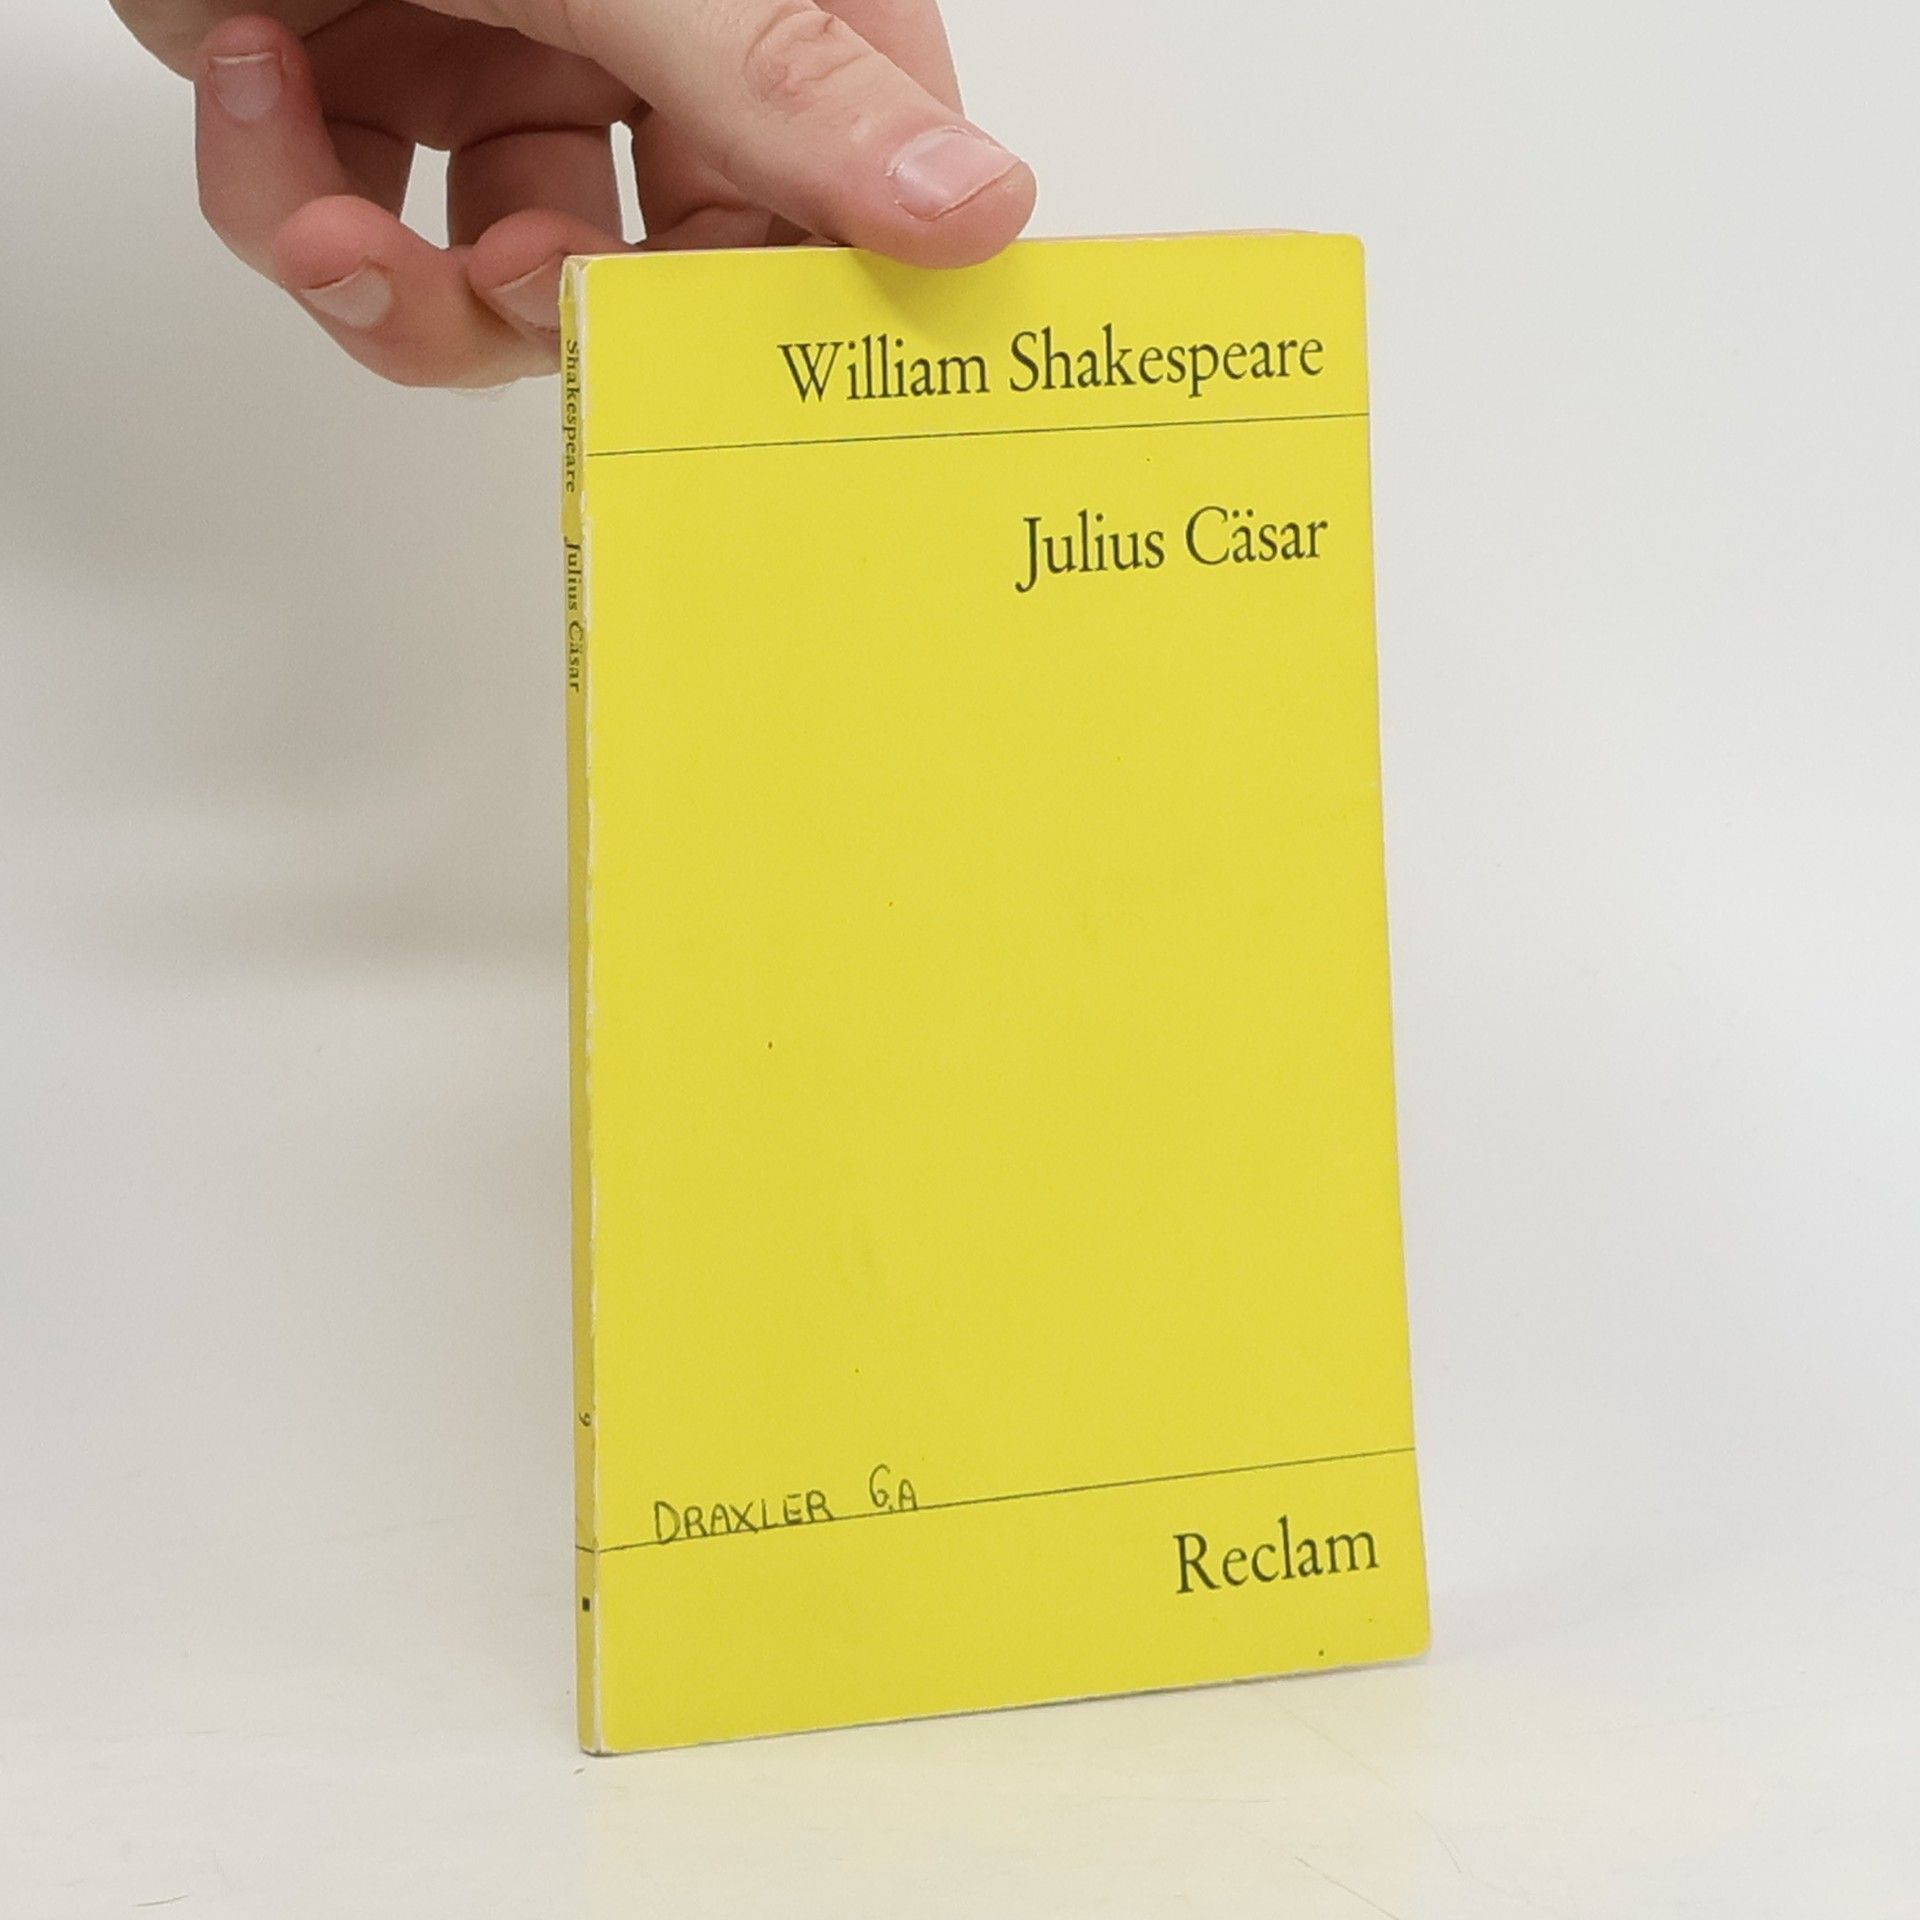 William Shakespeare
Julius Cäsar
DRAXLER 6.A
Reclam
Shakespeare Julius Cäsar 9